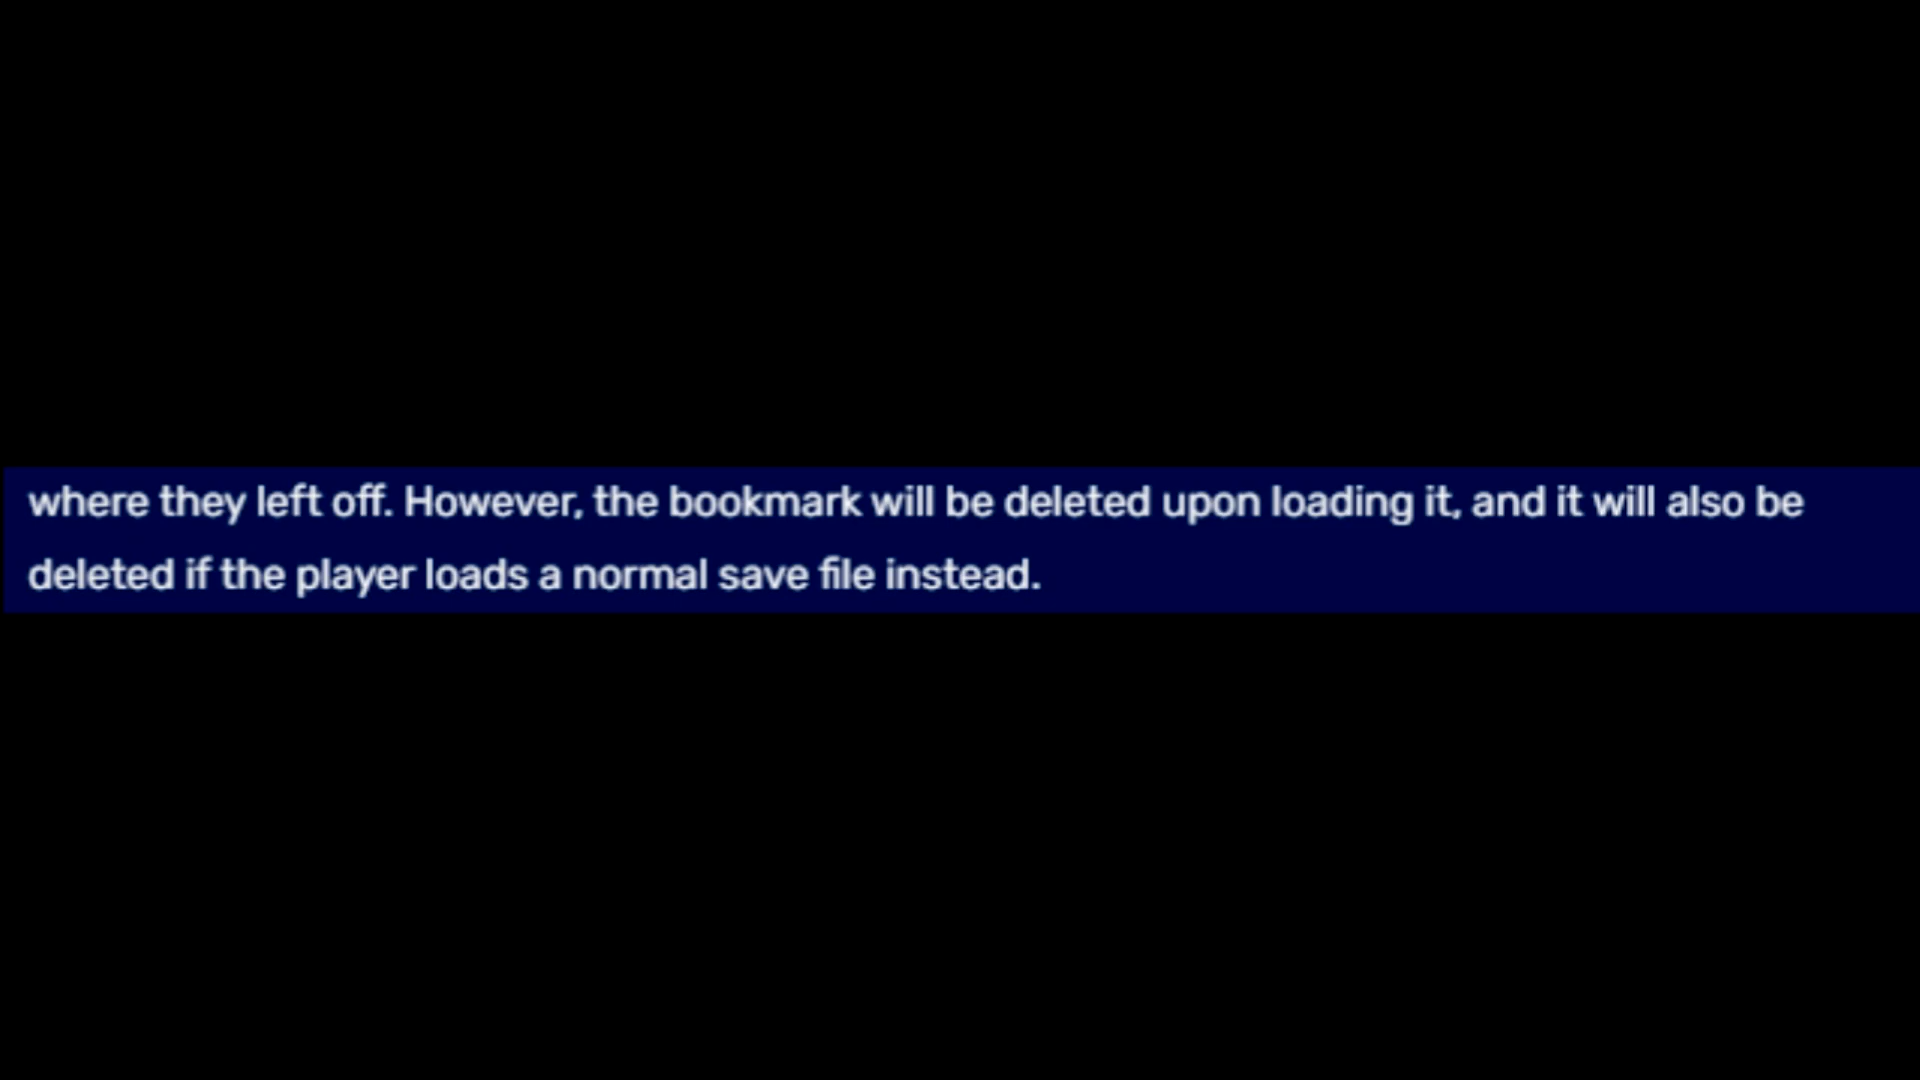 where they left off. However, the bookmark will be deleted upon loading it, and it will also be
deleted if the player loads a normal save file instead.